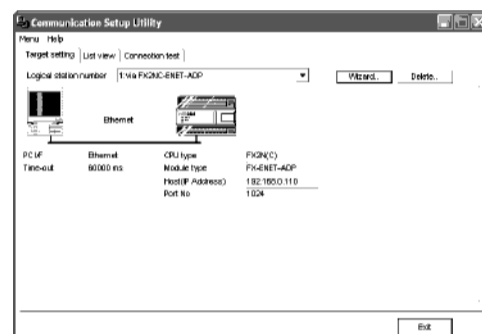 Communication Setup Utility
Menu Help
Target setting List view Connection test
Logical station number 1:via FX2NC-ENET-ADP Wizard... Delete...
Ethernet
PC I/F Ethernet CPU type FX2N(C)
Time-out 60000 ms Module type FX-ENET-ADP
Host(IP Address) 192.168.0.110
Port No 1024
Exit